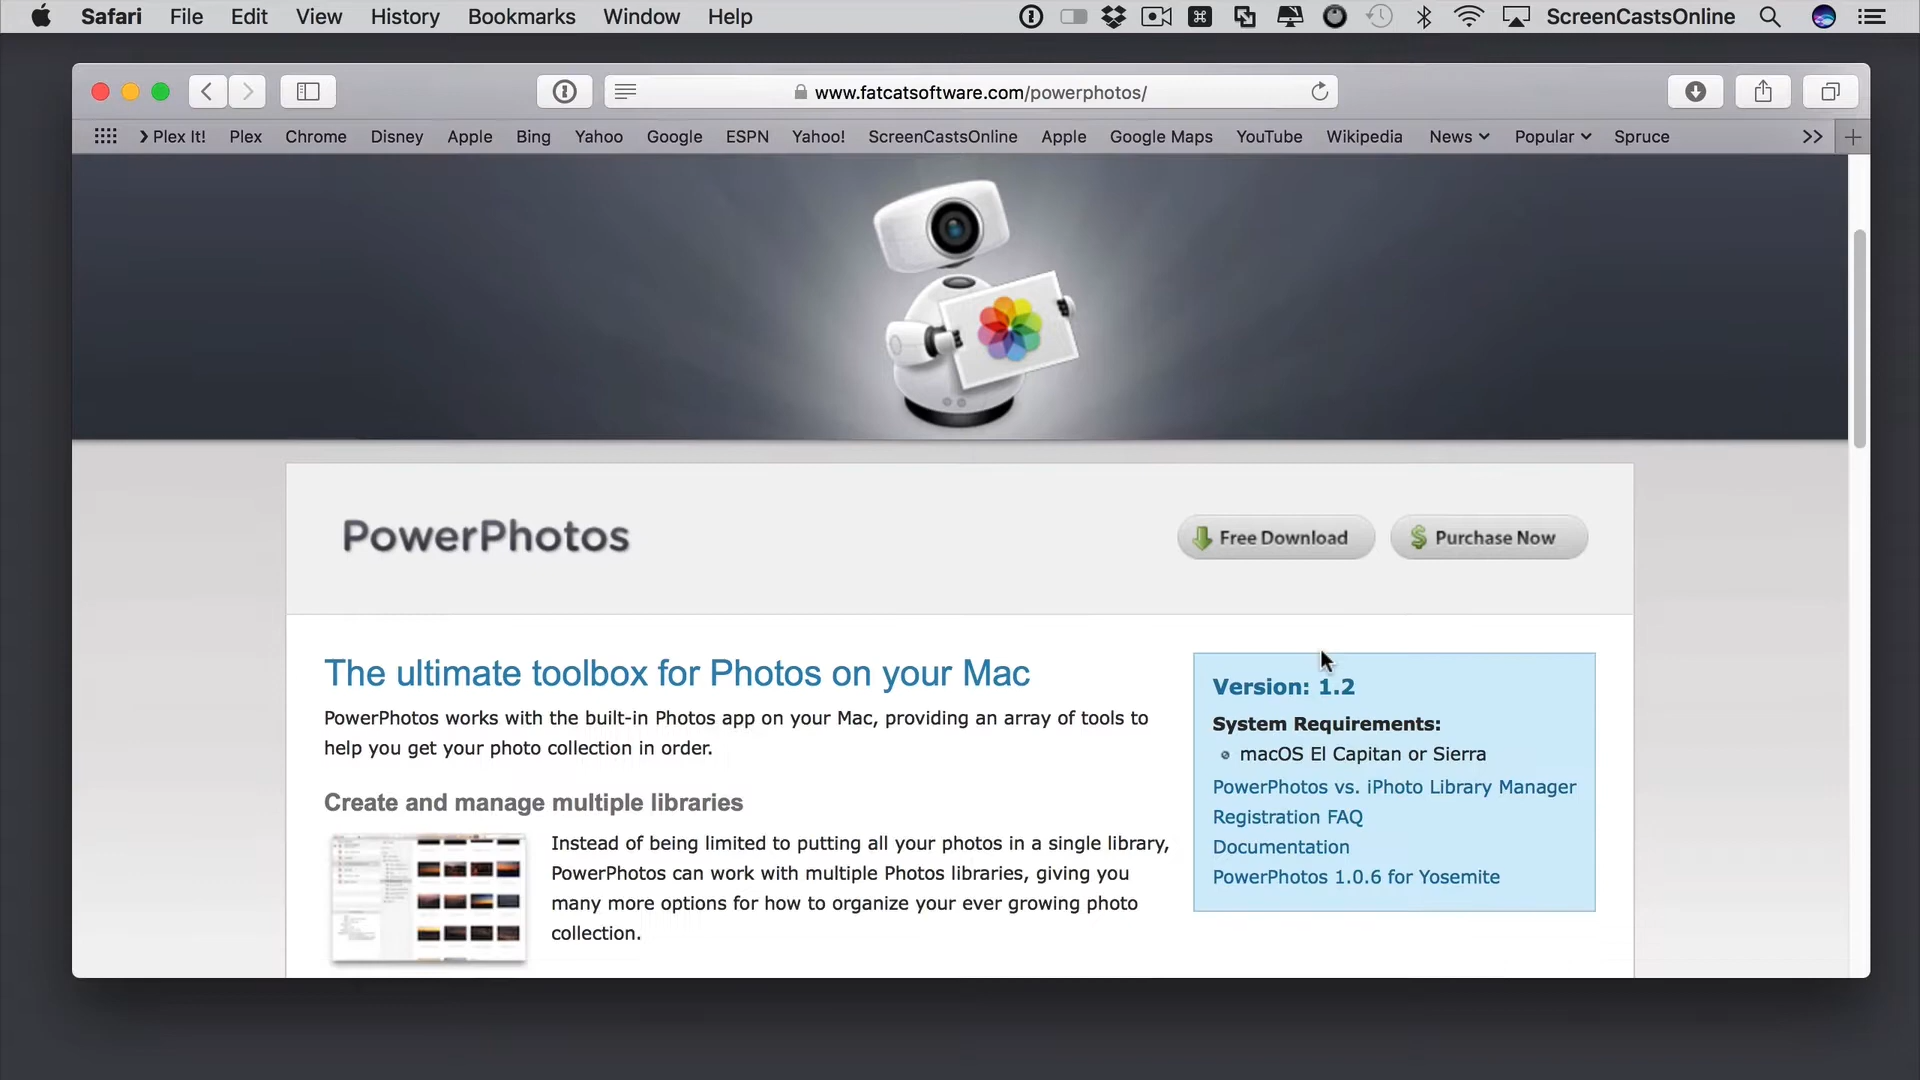 Safari File Edit View History Bookmarks Window Help ScreenCastsOnline
www.fatcatsoftware.com/powerphotos/
Plex It! Plex Chrome Disney Apple Bing Yahoo Google ESPN Yahoo! ScreenCastsOnline Apple Google Maps YouTube Wikipedia News Popular Spruce
PowerPhotos
Free Download
Purchase Now
The ultimate toolbox for Photos on your Mac
PowerPhotos works with the built-in Photos app on your Mac, providing an array of tools to
help you get your photo collection in order.
Create and manage multiple libraries
Instead of being limited to putting all your photos in a single library,
PowerPhotos can work with multiple Photos libraries, giving you
many more options for how to organize your ever growing photo
collection.
Version: 1.2
System Requirements:
macOS El Capitan or Sierra
PowerPhotos vs. iPhoto Library Manager
Registration FAQ
Documentation
PowerPhotos 1.0.6 for Yosemite